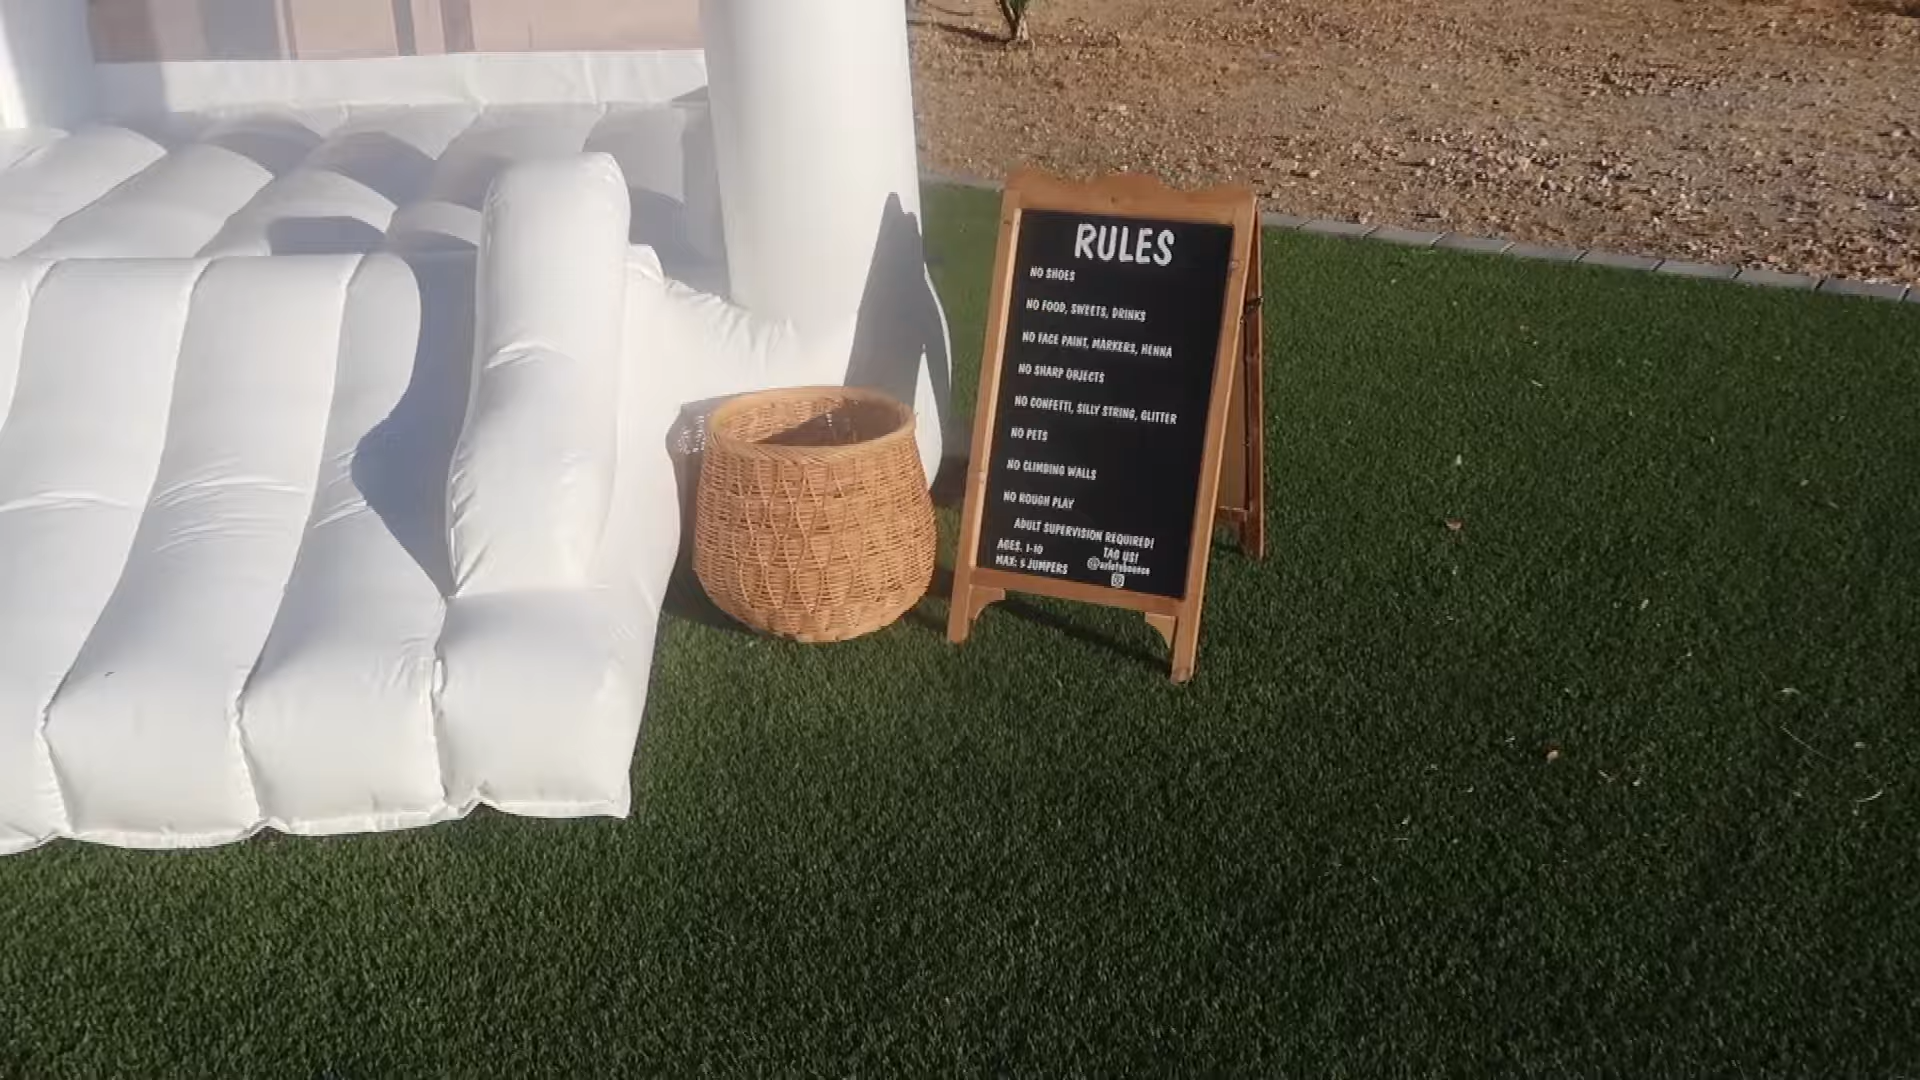 RULES
NO SHOES
NO FOOD, SWEETS, DRINKS
NO FACE PAINT, MARKERS, HENNA
NO SHARP OBJECTS
NO CONFETTI, SILLY STRING, GLITTER
NO PETS
NO CLIMBING WALLS
NO ROUGH PLAY
ADULT SUPERVISION REQUIRED!
AGES: 1-10
MAX: 5 JUMPERS
TAG US!